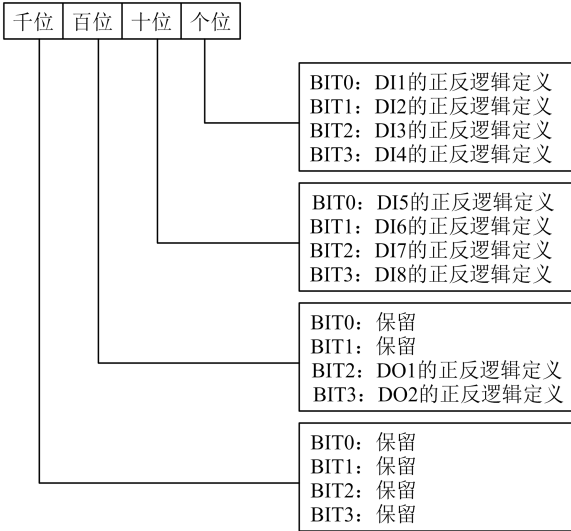 千位 百位 十位 个位
BIT0：DI1的正反逻辑定义
BIT1：DI2的正反逻辑定义
BIT2：DI3的正反逻辑定义
BIT3：DI4的正反逻辑定义
BIT0：DI5的正反逻辑定义
BIT1：DI6的正反逻辑定义
BIT2：DI7的正反逻辑定义
BIT3：DI8的正反逻辑定义
BIT0：保留
BIT1：保留
BIT2：DO1的正反逻辑定义
BIT3：DO2的正反逻辑定义
BIT0：保留
BIT1：保留
BIT2：保留
BIT3：保留